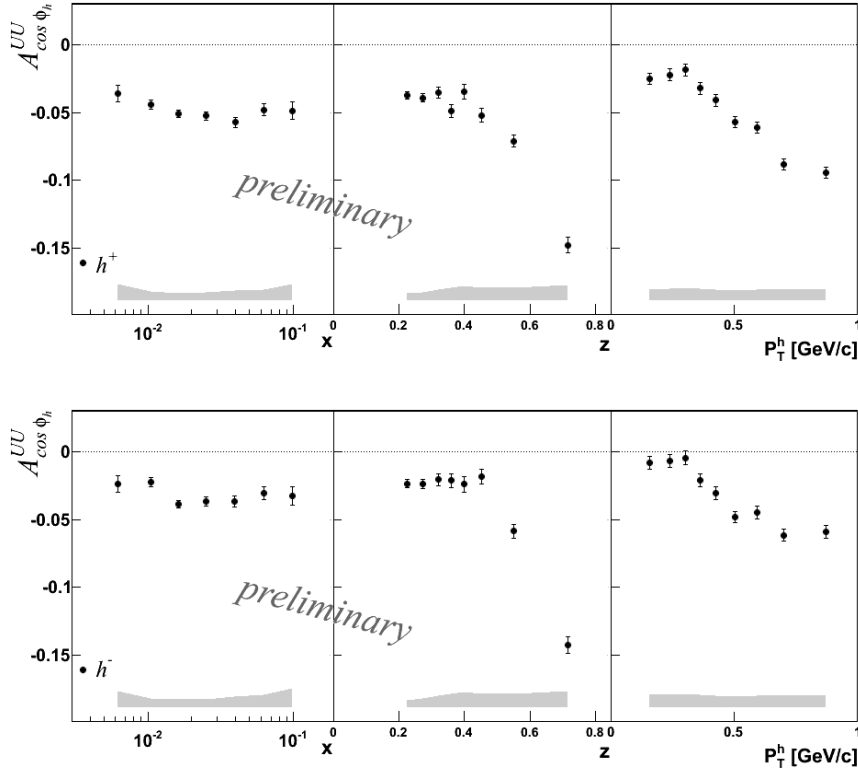 A^{UU}_{cos ϕ_h}
0
-0.05
-0.1
-0.15
preliminary
h^+
10^{-2} 10^{-1} 0 0.2 0.4 0.6 0.8 0 0.5 1
x z P_T^h [GeV/c]
A^{UU}_{cos ϕ_h}
0
-0.05
-0.1
-0.15
preliminary
h^-
10^{-2} 10^{-1} 0 0.2 0.4 0.6 0.8 0 0.5 1
x z P_T^h [GeV/c]